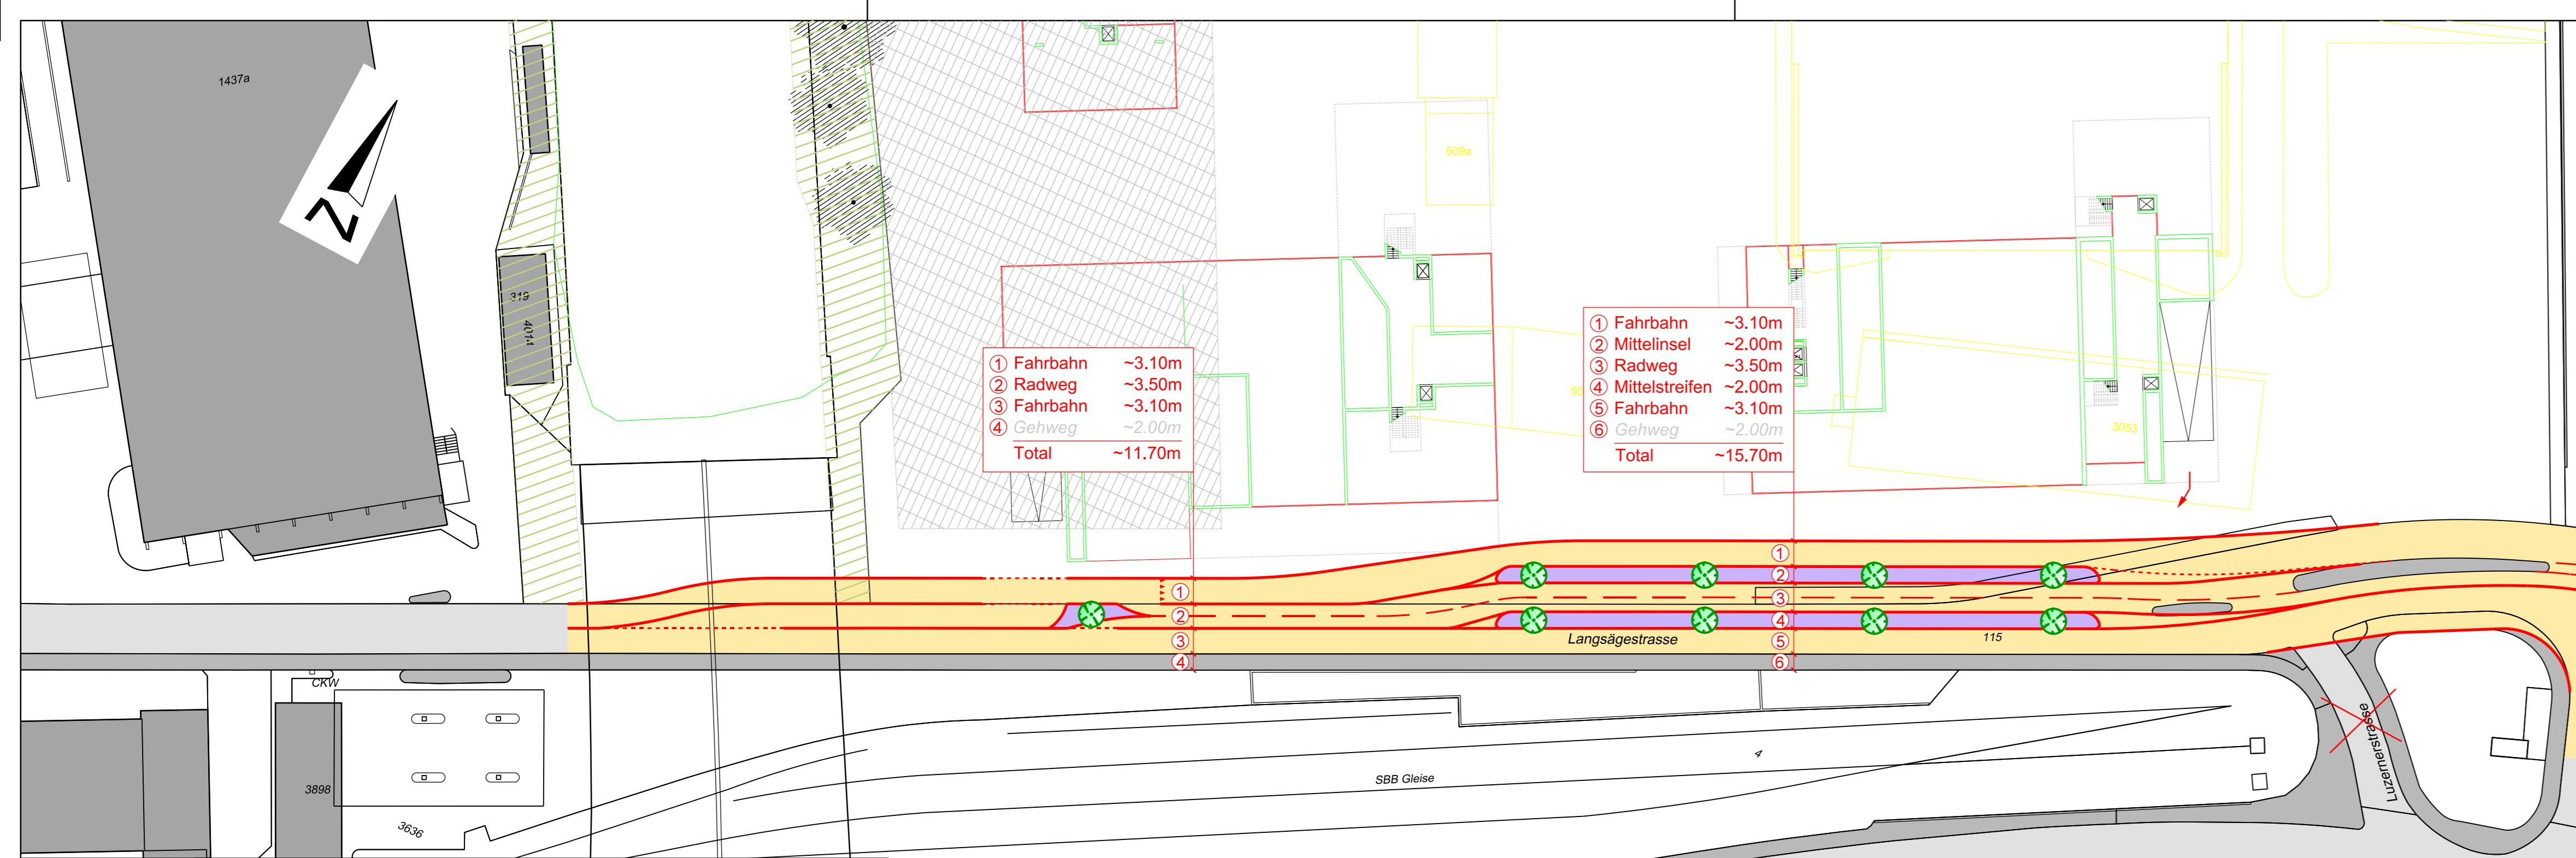 1437a
N
319
401a
509a
① Fahrbahn ~3.10m
② Radweg ~3.50m
③ Fahrbahn ~3.10m
④ Gehweg ~2.00m
Total ~11.70m
① Fahrbahn ~3.10m
② Mittelinsel ~2.00m
③ Radweg ~3.50m
④ Mittelstreifen ~2.00m
⑤ Fahrbahn ~3.10m
⑥ Gehweg ~2.00m
Total ~15.70m
3053
①
②
③
④
①
②
③
④
⑤
⑥
Langsägestrasse
115
CKW
3898
3636
SBB Gleise
4
Luzernerstrasse